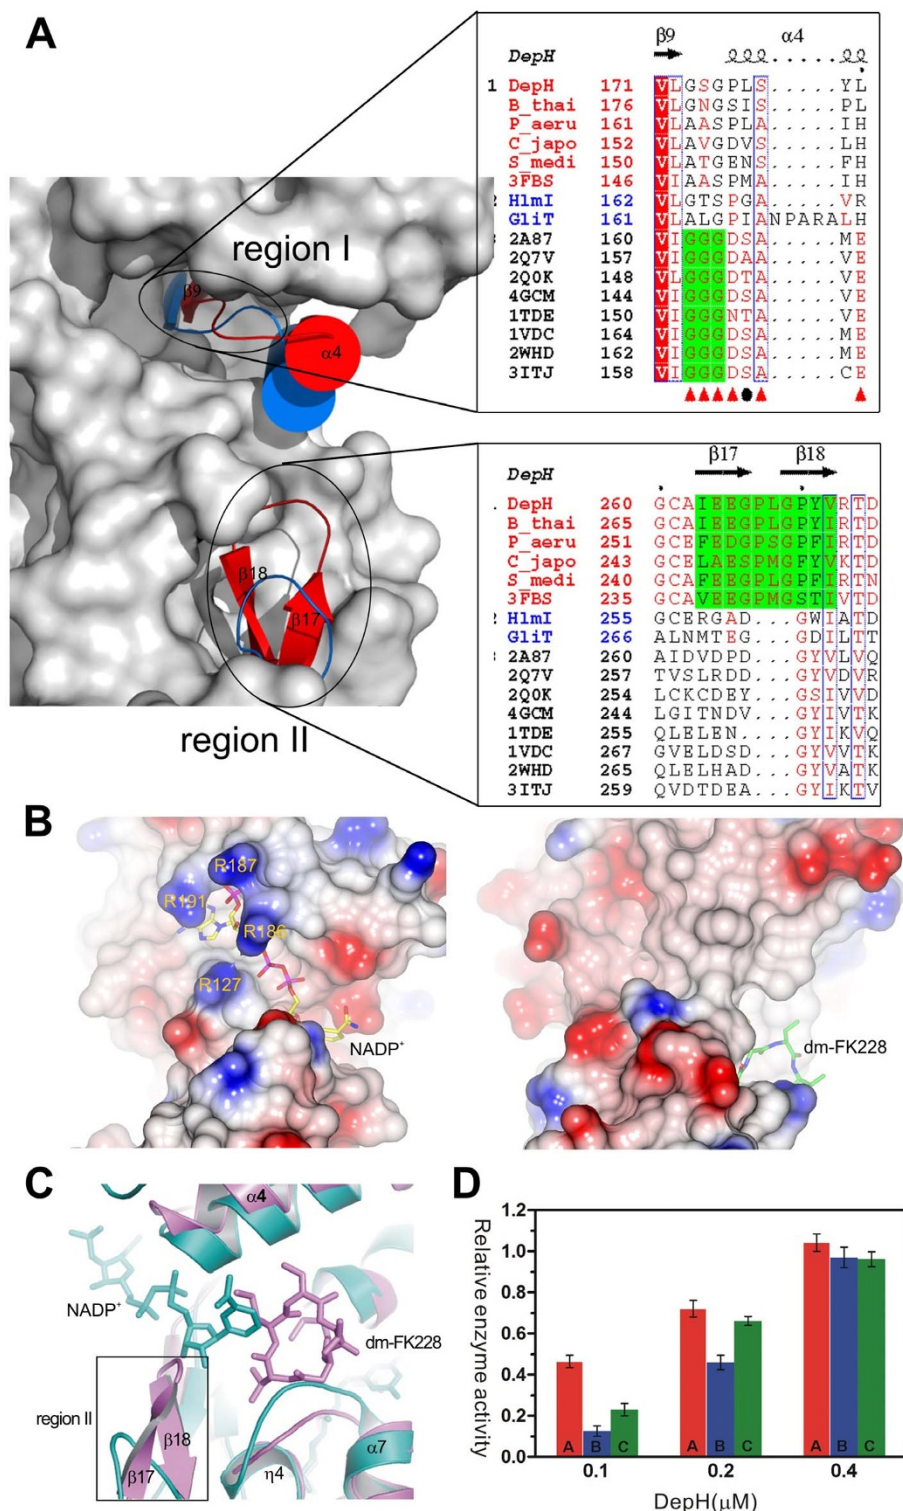 A
region I
β9
α4
β18
β17
region II
β9 α4
DepH
1 DepH 171 VLGSGPLS.....YL
B_thai 176 VLGNGSIS.....PL
P_aeru 161 VLAASPLA.....IH
C_japo 152 VLAVGDVS.....LH
S_medi 150 VLATGENS.....FH
3FBS 146 VIAASPMA.....IH
HlmI 162 VLGTSPGA.....VR
GliT 161 VLALGPIANPARALH
2A87 160 VIGGGDSA.....ME
2Q7V 157 VIGGGDAA.....VE
2Q0K 148 VLGGGDTA.....VE
4GCM 144 VIGGGDSA.....VE
1TDE 150 VIGGGNTA.....VE
1VDC 164 VIGGGDSA.....ME
2WHD 162 VIGGGDSA.....ME
3ITJ 158 VIGGGDSA.....CE
β17 β18
DepH
DepH 260 GCAIEEGPLGPYVRTD
B_thai 265 GCAIEEGPLGPYIRTD
P_aeru 251 GCEFEDGPSGPFIRTD
C_japo 243 GCELAESPMGFYVKTD
S_medi 240 GCAFEEGPLGPFIRTN
3FBS 235 GCAVEEGPMGSTIVTD
HlmI 255 GCERGAD...GWIATD
GliT 266 ALNMTEG...GDILTT
2A87 260 AIDVDPD...GYVLVQ
2Q7V 257 TVSLRDD...GYVDVR
2Q0K 254 LCKCDEY...GSIVVD
4GCM 244 LGITNDV...GYIVTK
1TDE 255 QLELEN....GYIKVQ
1VDC 267 GVELDSD...GYVVTK
2WHD 265 QLELHAD...GYVATK
3ITJ 259 QVDTDEA...GYIKTV
B
R187
R191
R186
R127
NADP⁺
dm-FK228
C
α4
NADP⁺
dm-FK228
region II
β18
β17
η4
α7
D
Relative enzyme activity
1.2
1.0
0.8
0.6
0.4
0.2
0.0
A B C A B C A B C
0.1 0.2 0.4
DepH(μM)